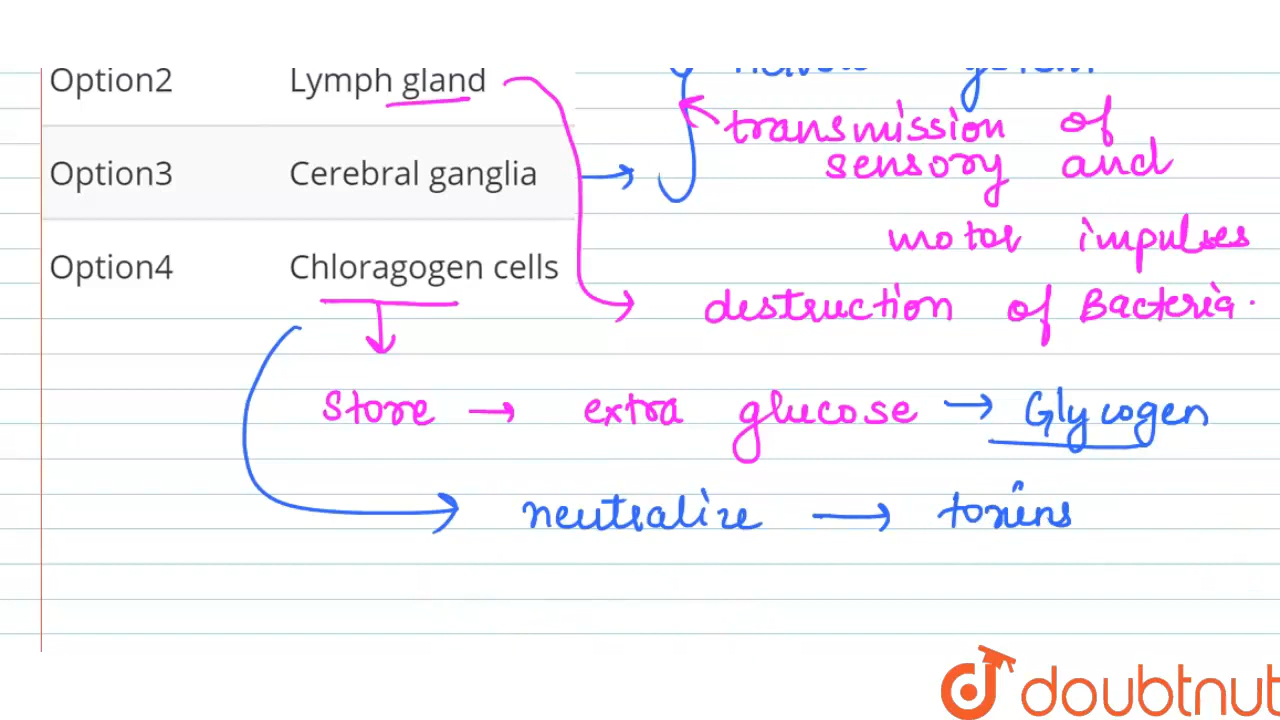 Option2 Lymph gland
transmission of
Option3 Cerebral ganglia
sensory and
motor impulses
Option4 Chloragogen cells
destruction of Bacteria.
Store → extra glucose → Glycogen
neutralize → toxins
doubtnut